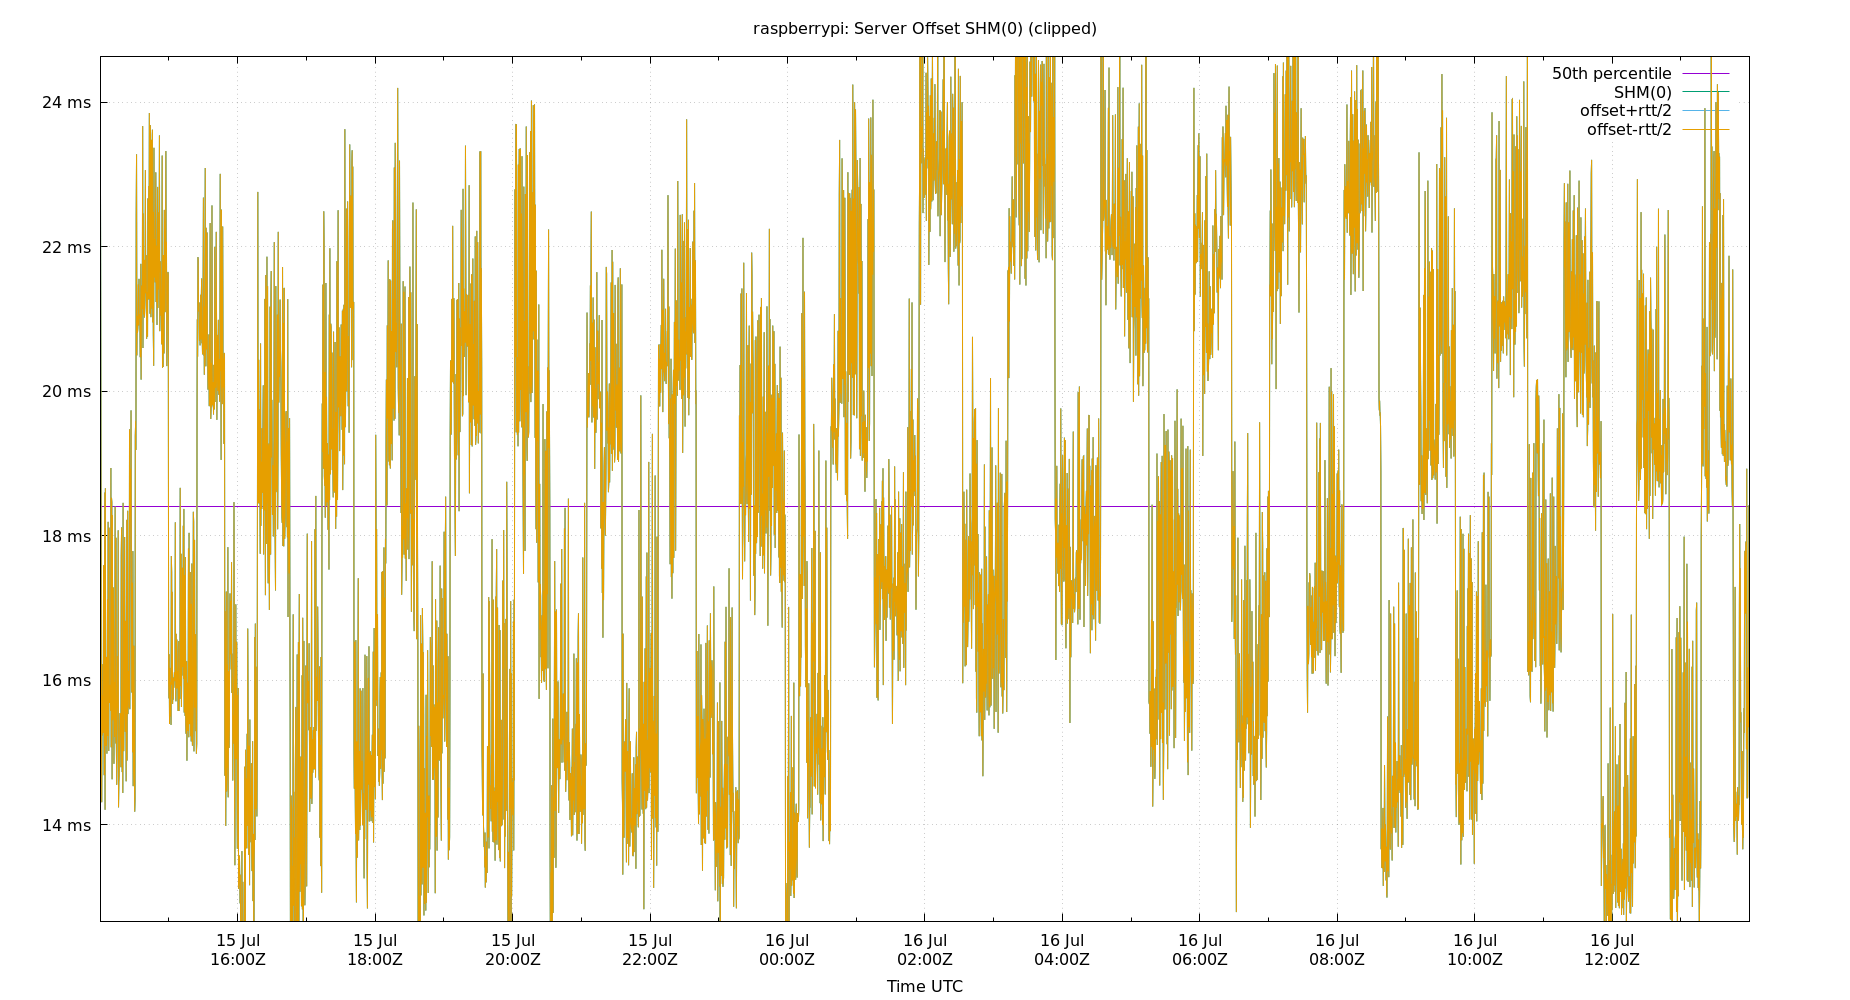 raspberrypi: Server Offset SHM(0) (clipped)
50th percentile
SHM(0)
offset+rtt/2
offset-rtt/2
24 ms
22 ms
20 ms
18 ms
16 ms
14 ms
15 Jul 15 Jul 15 Jul 15 Jul 16 Jul 16 Jul 16 Jul 16 Jul 16 Jul 16 Jul 16 Jul
16:00Z 18:00Z 20:00Z 22:00Z 00:00Z 02:00Z 04:00Z 06:00Z 08:00Z 10:00Z 12:00Z
Time UTC